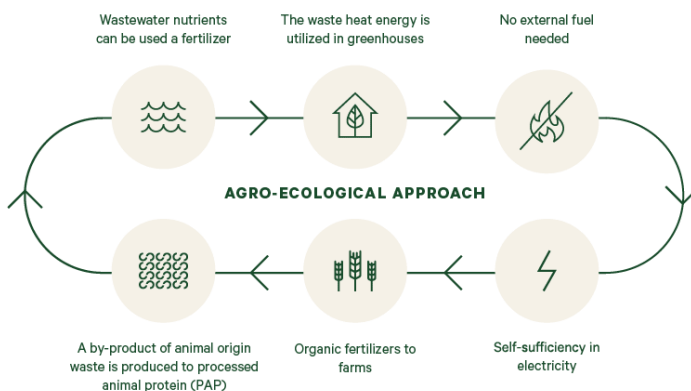 Wastewater nutrients
can be used a fertilizer
The waste heat energy is
utilized in greenhouses
No external fuel
needed
AGRO-ECOLOGICAL APPROACH
A by-product of animal origin
waste is produced to processed
animal protein (PAP)
Organic fertilizers to
farms
Self-sufficiency in
electricity